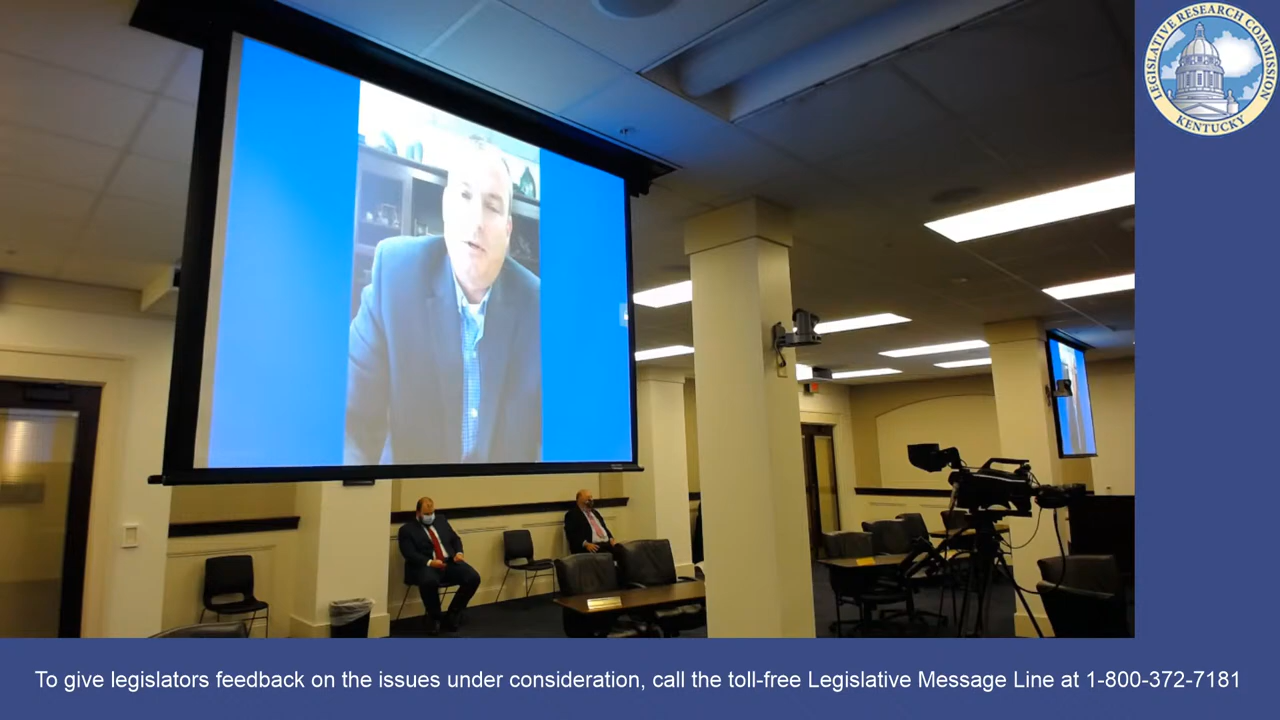 LEGISLATIVE RESEARCH COMMISSION
KENTUCKY
To give legislators feedback on the issues under consideration, call the toll-free Legislative Message Line at 1-800-372-7181